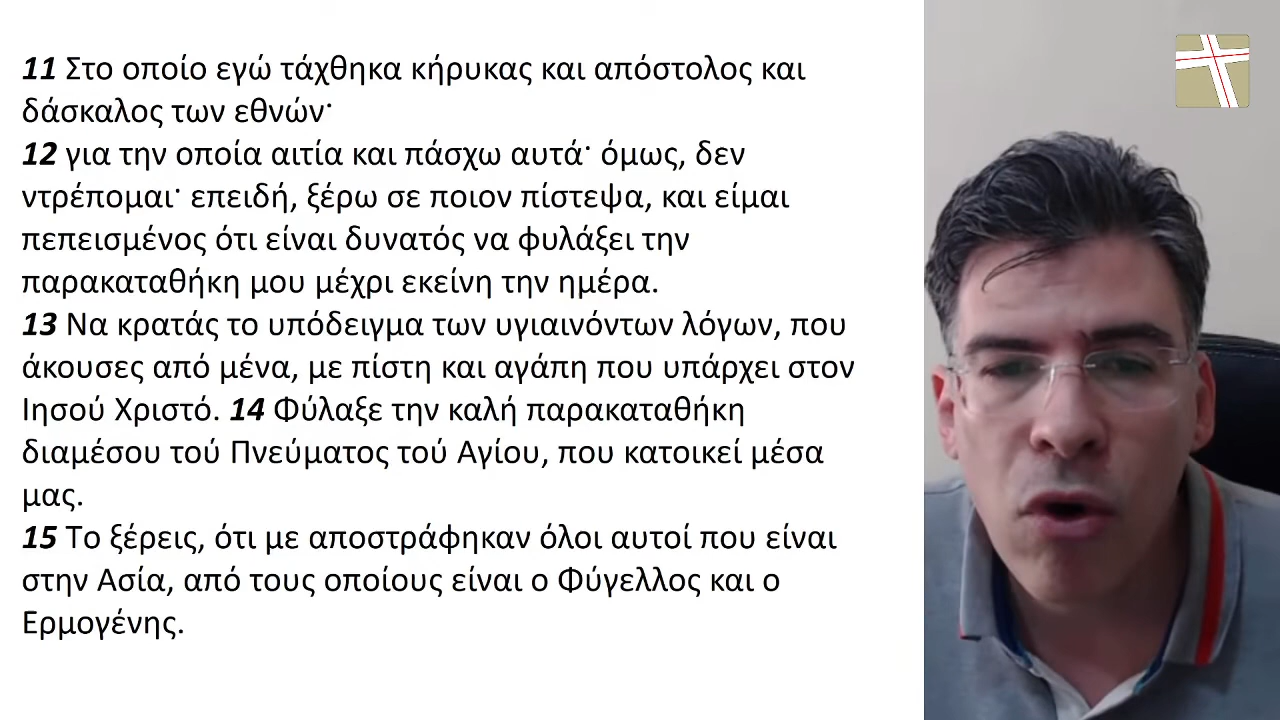 11 Στο οποίο εγώ τάχθηκα κήρυκας και απόστολος και
δάσκαλος των εθνών·
12 για την οποία αιτία και πάσχω αυτά· όμως, δεν
ντρέπομαι· επειδή, ξέρω σε ποιον πίστεψα, και είμαι
πεπεισμένος ότι είναι δυνατός να φυλάξει την
παρακαταθήκη μου μέχρι εκείνη την ημέρα.
13 Να κρατάς το υπόδειγμα των υγιαινόντων λόγων, που
άκουσες από μένα, με πίστη και αγάπη που υπάρχει στον
Ιησού Χριστό. 14 Φύλαξε την καλή παρακαταθήκη
διαμέσου τού Πνεύματος τού Αγίου, που κατοικεί μέσα
μας.
15 Το ξέρεις, ότι με αποστράφηκαν όλοι αυτοί που είναι
στην Ασία, από τους οποίους είναι ο Φύγελλος και ο
Ερμογένης.